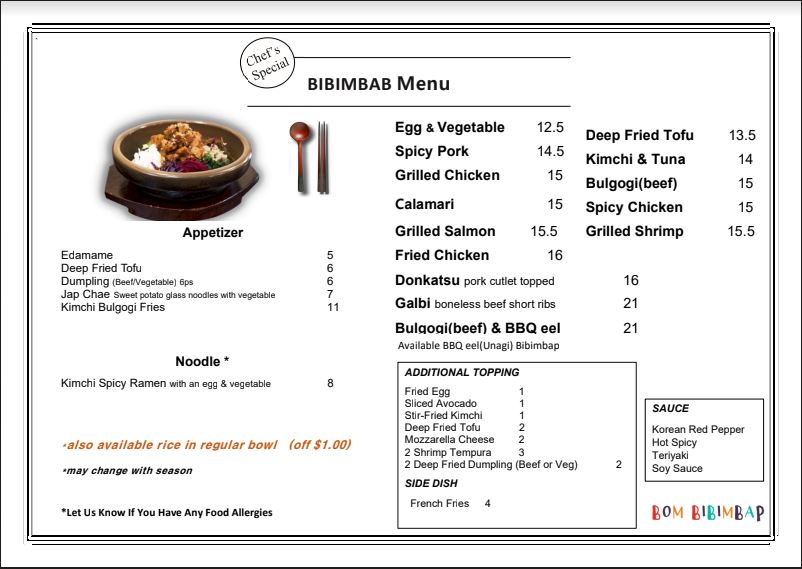 Chef's
Special
BIBIMBAB Menu
Egg & Vegetable 12.5
Spicy Pork 14.5
Grilled Chicken 15
Calamari 15
Grilled Salmon 15.5
Fried Chicken 16
Donkatsu pork cutlet topped 16
Galbi boneless beef short ribs 21
Bulgogi(beef) & BBQ eel 21
Available BBQ eel(Unagi) Bibimbap
Deep Fried Tofu 13.5
Kimchi & Tuna 14
Bulgogi(beef) 15
Spicy Chicken 15
Grilled Shrimp 15.5
Appetizer
Edamame 5
Deep Fried Tofu 6
Dumpling (Beef/Vegetable) 6ps 6
Jap Chae Sweet potato glass noodles with vegetable 7
Kimchi Bulgogi Fries 11
Noodle *
Kimchi Spicy Ramen with an egg & vegetable 8
*also available rice in regular bowl (off $1.00)
*may change with season
*Let Us Know If You Have Any Food Allergies
ADDITIONAL TOPPING
Fried Egg 1
Sliced Avocado 1
Stir-Fried Kimchi 1
Deep Fried Tofu 2
Mozzarella Cheese 2
2 Shrimp Tempura 3
2 Deep Fried Dumpling (Beef or Veg) 2
SIDE DISH
French Fries 4
SAUCE
Korean Red Pepper
Hot Spicy
Teriyaki
Soy Sauce
BOM BIBIMBAP